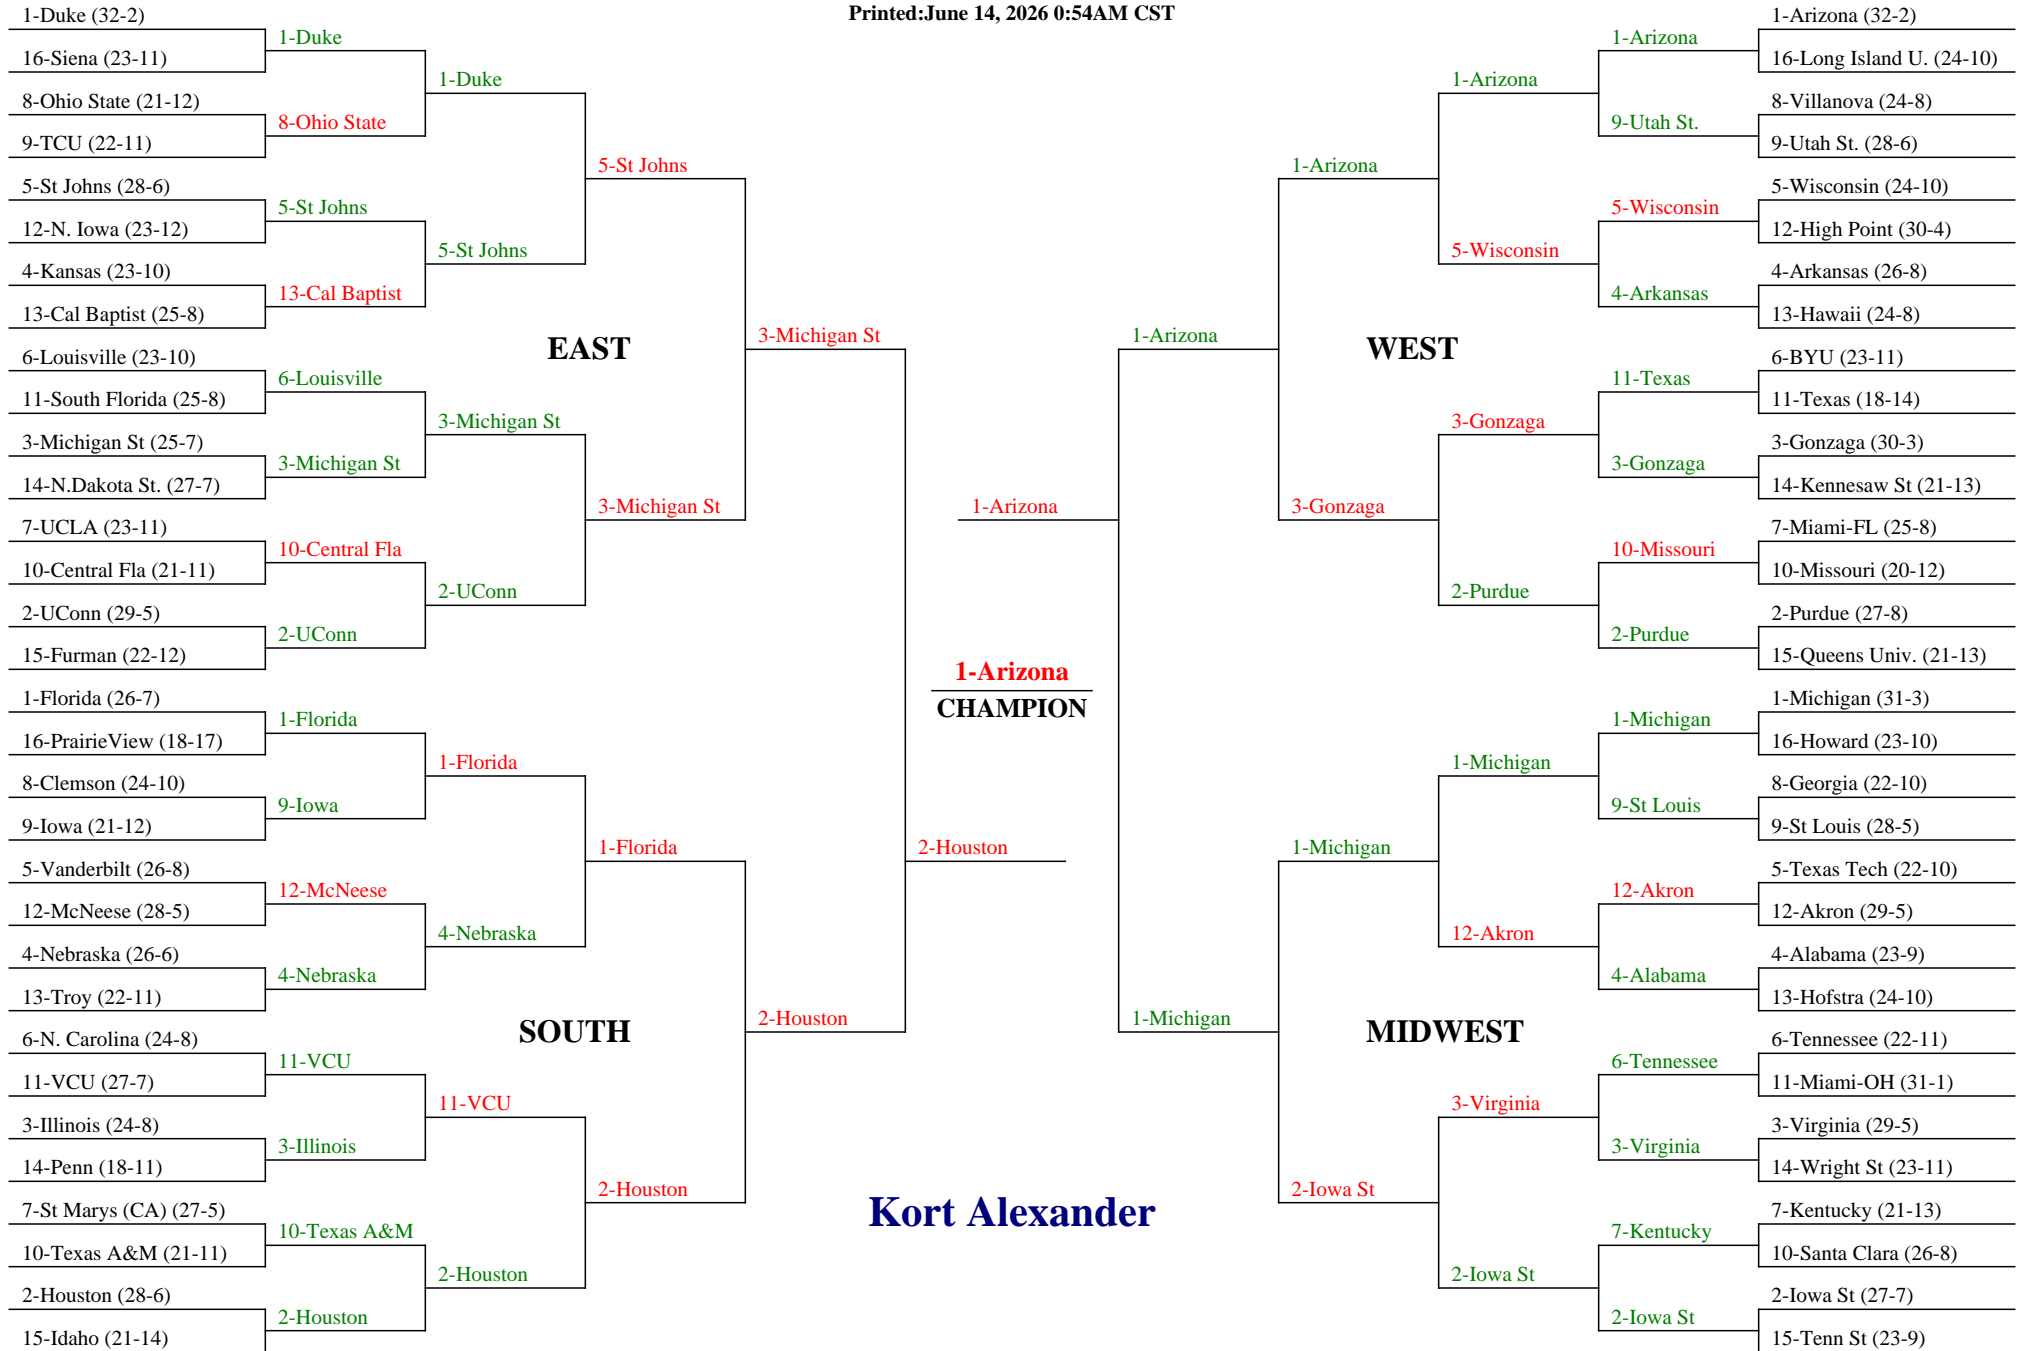 Printed:June 14, 2026 0:54AM CST
1-Duke (32-2)
16-Siena (23-11)
8-Ohio State (21-12)
9-TCU (22-11)
5-St Johns (28-6)
12-N. Iowa (23-12)
4-Kansas (23-10)
13-Cal Baptist (25-8)
6-Louisville (23-10)
11-South Florida (25-8)
3-Michigan St (25-7)
14-N.Dakota St. (27-7)
7-UCLA (23-11)
10-Central Fla (21-11)
2-UConn (29-5)
15-Furman (22-12)
1-Florida (26-7)
16-PrairieView (18-17)
8-Clemson (24-10)
9-Iowa (21-12)
5-Vanderbilt (26-8)
12-McNeese (28-5)
4-Nebraska (26-6)
13-Troy (22-11)
6-N. Carolina (24-8)
11-VCU (27-7)
3-Illinois (24-8)
14-Penn (18-11)
7-St Marys (CA) (27-5)
10-Texas A&M (21-11)
2-Houston (28-6)
15-Idaho (21-14)
1-Duke
8-Ohio State
5-St Johns
13-Cal Baptist
6-Louisville
3-Michigan St
10-Central Fla
2-UConn
1-Florida
9-Iowa
12-McNeese
4-Nebraska
11-VCU
3-Illinois
10-Texas A&M
2-Houston
1-Duke
5-St Johns
3-Michigan St
2-UConn
1-Florida
4-Nebraska
11-VCU
2-Houston
5-St Johns
3-Michigan St
1-Florida
2-Houston
EAST
SOUTH
3-Michigan St
2-Houston
2-Houston
1-Arizona
1-Arizona
CHAMPION
Kort Alexander
1-Arizona
1-Michigan
WEST
MIDWEST
1-Arizona
3-Gonzaga
1-Michigan
2-Iowa St
1-Arizona
5-Wisconsin
3-Gonzaga
2-Purdue
1-Michigan
12-Akron
3-Virginia
2-Iowa St
1-Arizona
9-Utah St.
5-Wisconsin
4-Arkansas
11-Texas
3-Gonzaga
10-Missouri
2-Purdue
1-Michigan
9-St Louis
12-Akron
4-Alabama
6-Tennessee
3-Virginia
7-Kentucky
2-Iowa St
1-Arizona (32-2)
16-Long Island U. (24-10)
8-Villanova (24-8)
9-Utah St. (28-6)
5-Wisconsin (24-10)
12-High Point (30-4)
4-Arkansas (26-8)
13-Hawaii (24-8)
6-BYU (23-11)
11-Texas (18-14)
3-Gonzaga (30-3)
14-Kennesaw St (21-13)
7-Miami-FL (25-8)
10-Missouri (20-12)
2-Purdue (27-8)
15-Queens Univ. (21-13)
1-Michigan (31-3)
16-Howard (23-10)
8-Georgia (22-10)
9-St Louis (28-5)
5-Texas Tech (22-10)
12-Akron (29-5)
4-Alabama (23-9)
13-Hofstra (24-10)
6-Tennessee (22-11)
11-Miami-OH (31-1)
3-Virginia (29-5)
14-Wright St (23-11)
7-Kentucky (21-13)
10-Santa Clara (26-8)
2-Iowa St (27-7)
15-Tenn St (23-9)